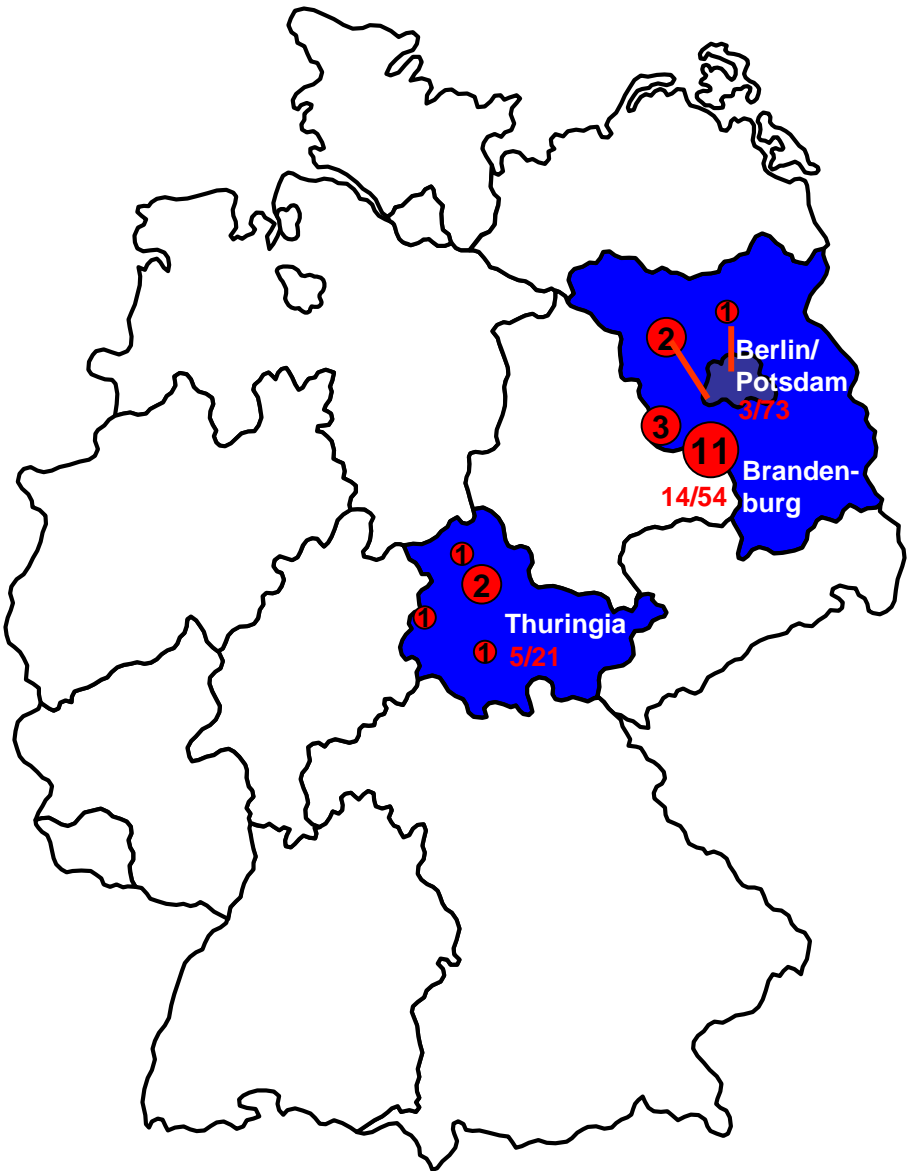 1
2
Berlin/
Potsdam
3/73
3
11
Branden-
burg
14/54
1
2
1
Thuringia
1
5/21